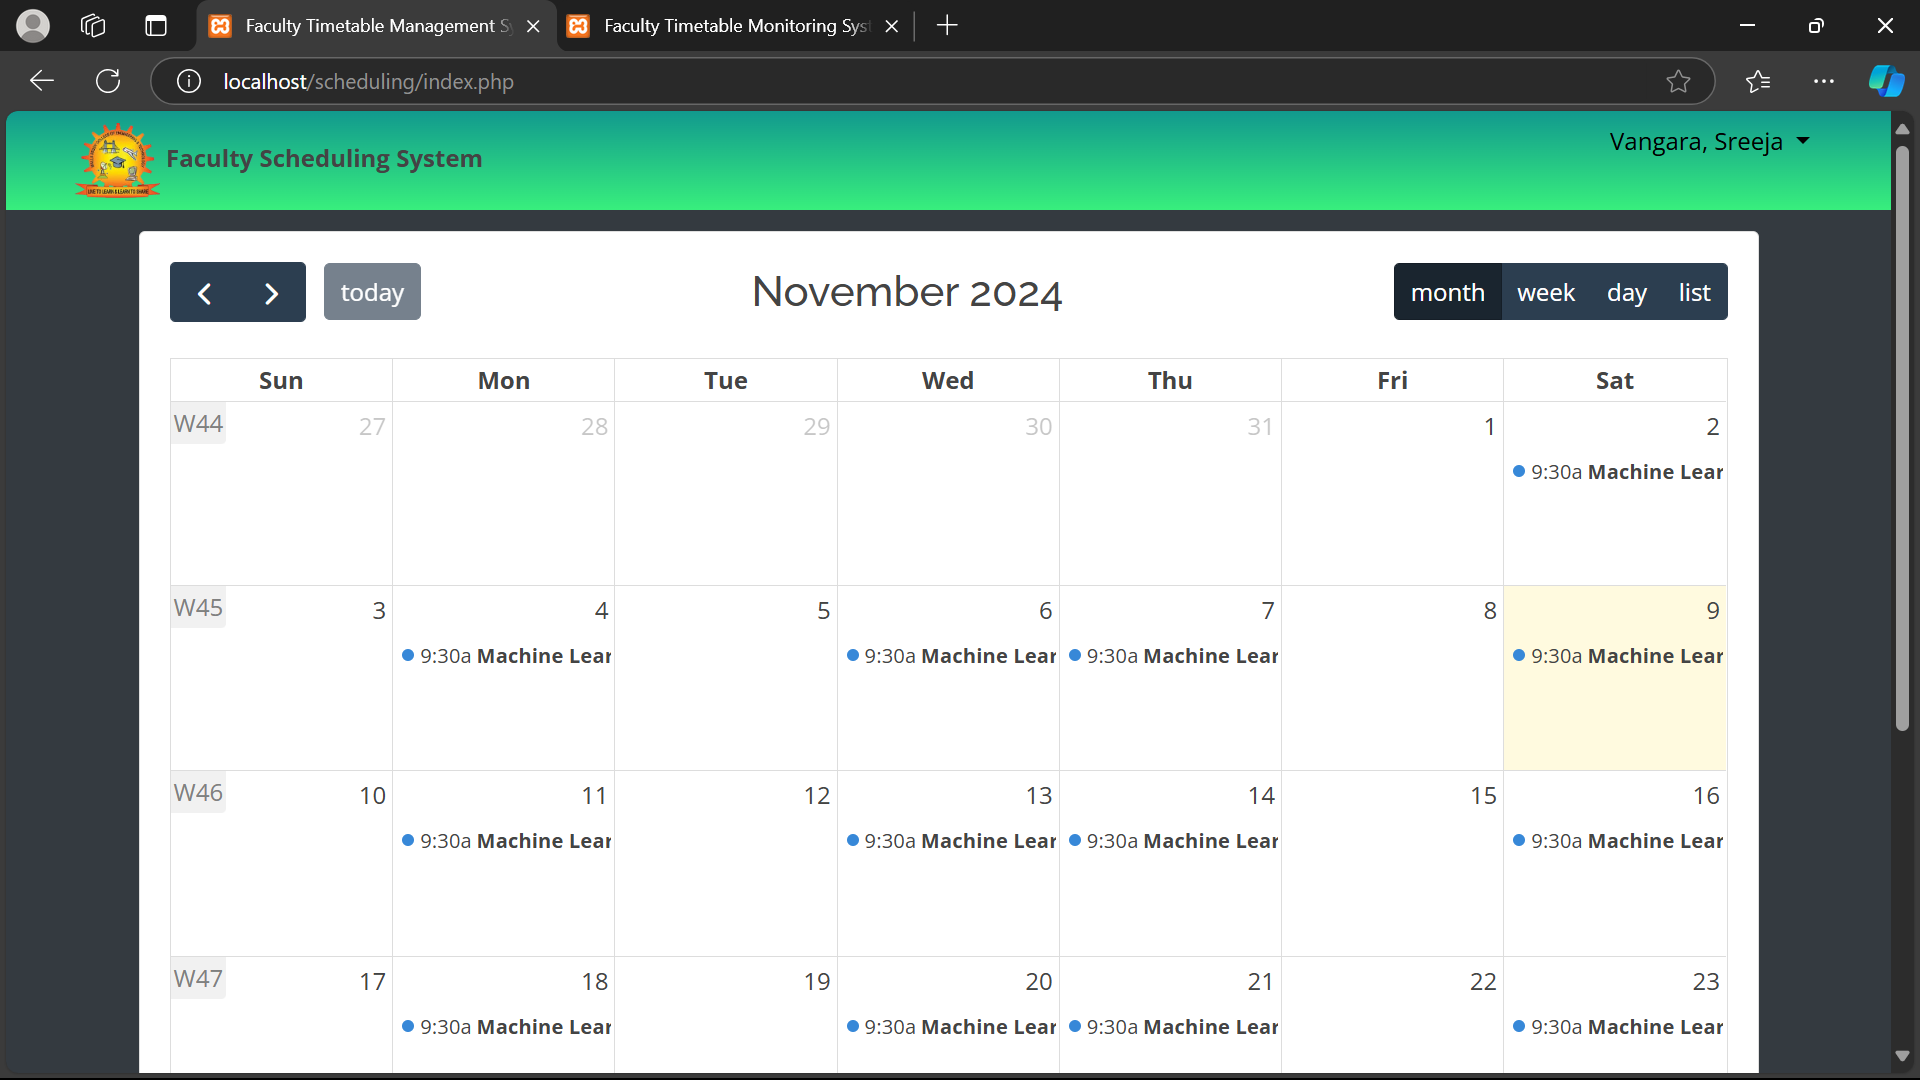 Faculty Timetable Management S
Faculty Timetable Monitoring Sys
localhost/scheduling/index.php
Faculty Scheduling System
Vangara, Sreeja
today
November 2024
month week day list
Sun Mon Tue Wed Thu Fri Sat
W44 27 28 29 30 31 1 2
9:30a Machine Lear
W45 3 4 5 6 7 8 9
9:30a Machine Lear 9:30a Machine Lear 9:30a Machine Lear 9:30a Machine Lear
W46 10 11 12 13 14 15 16
9:30a Machine Lear 9:30a Machine Lear 9:30a Machine Lear 9:30a Machine Lear
W47 17 18 19 20 21 22 23
9:30a Machine Lear 9:30a Machine Lear 9:30a Machine Lear 9:30a Machine Lear